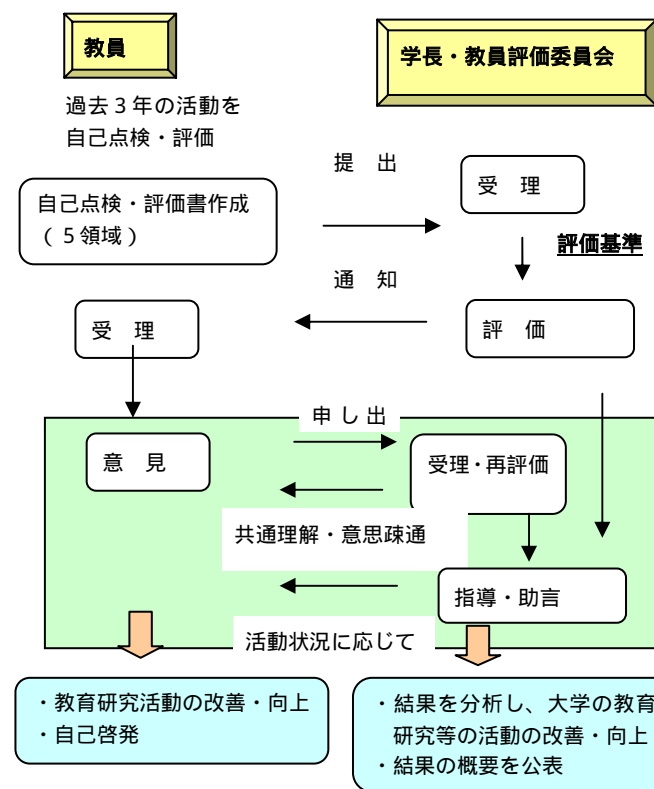 教員
学長・教員評価委員会
過去3年の活動を
自己点検・評価
提 出
受 理
自己点検・評価書作成
（5領域）
評価基準
通 知
受 理
評 価
申 し 出
意 見
受理・再評価
共通理解・意思疎通
指導・助言
活動状況に応じて
・教育研究活動の改善・向上
・自己啓発
・結果を分析し、大学の教育
研究等の活動の改善・向上
・結果の概要を公表